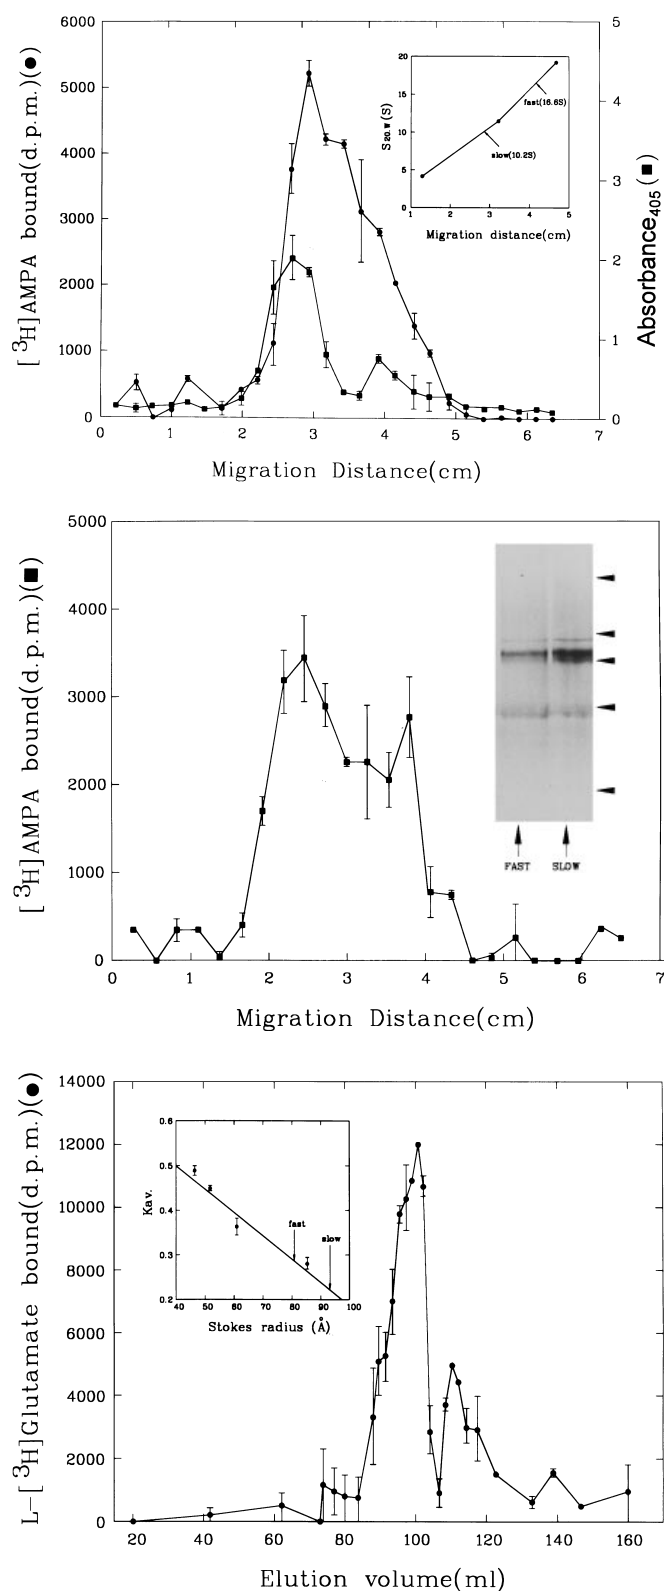 [³H]AMPA bound(d.p.m.)(●)
6000
5000
4000
3000
2000
1000
0
0 1 2 3 4 5 6 7
Migration Distance(cm)
5
4
3
2
1
0
Absorbance₄₀₅(■)
S₂₀.W(S)
20
15
10
5
0
1 2 3 4 5
Migration distance(cm)
fast(16.6S)
slow(10.2S)
[³H]AMPA bound(d.p.m.)(■)
5000
4000
3000
2000
1000
0
0 1 2 3 4 5 6 7
Migration Distance(cm)
FAST SLOW
L-[³H]Glutamate bound(d.p.m.)(●)
14000
12000
10000
8000
6000
4000
2000
0
20 40 60 80 100 120 140 160
Elution volume(ml)
Kav.
0.6
0.5
0.4
0.3
0.2
40 50 60 70 80 90 100
Stokes radius (Å)
fast
slow